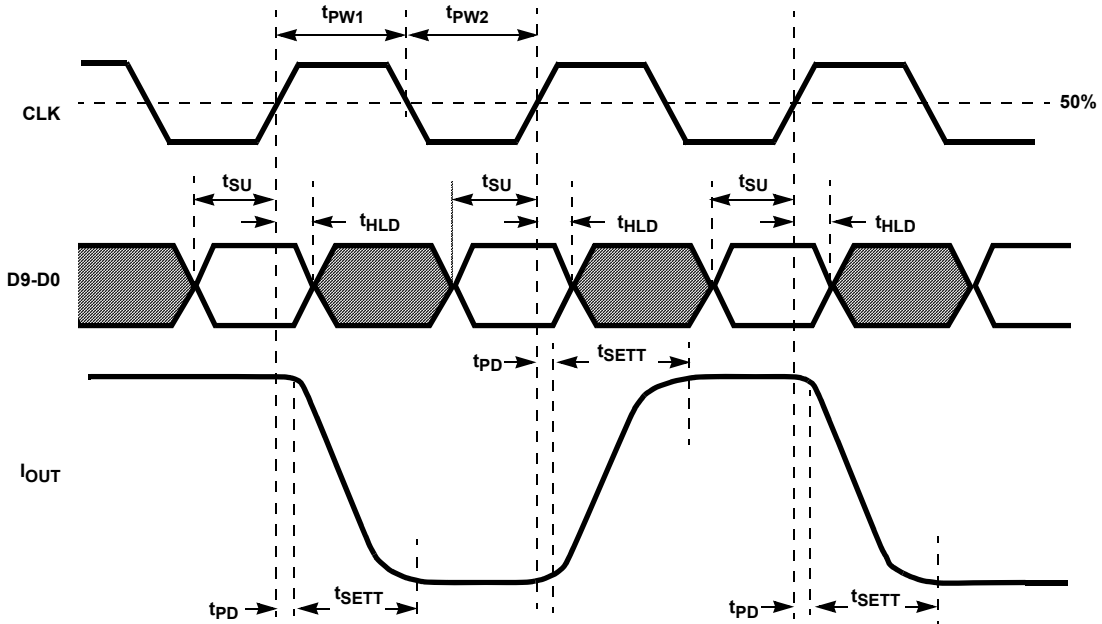 tPW1 tPW2
CLK
50%
tSU tSU tSU
tHLD tHLD tHLD
D9-D0
tPD tSETT
IOUT
tPD tSETT tPD tSETT